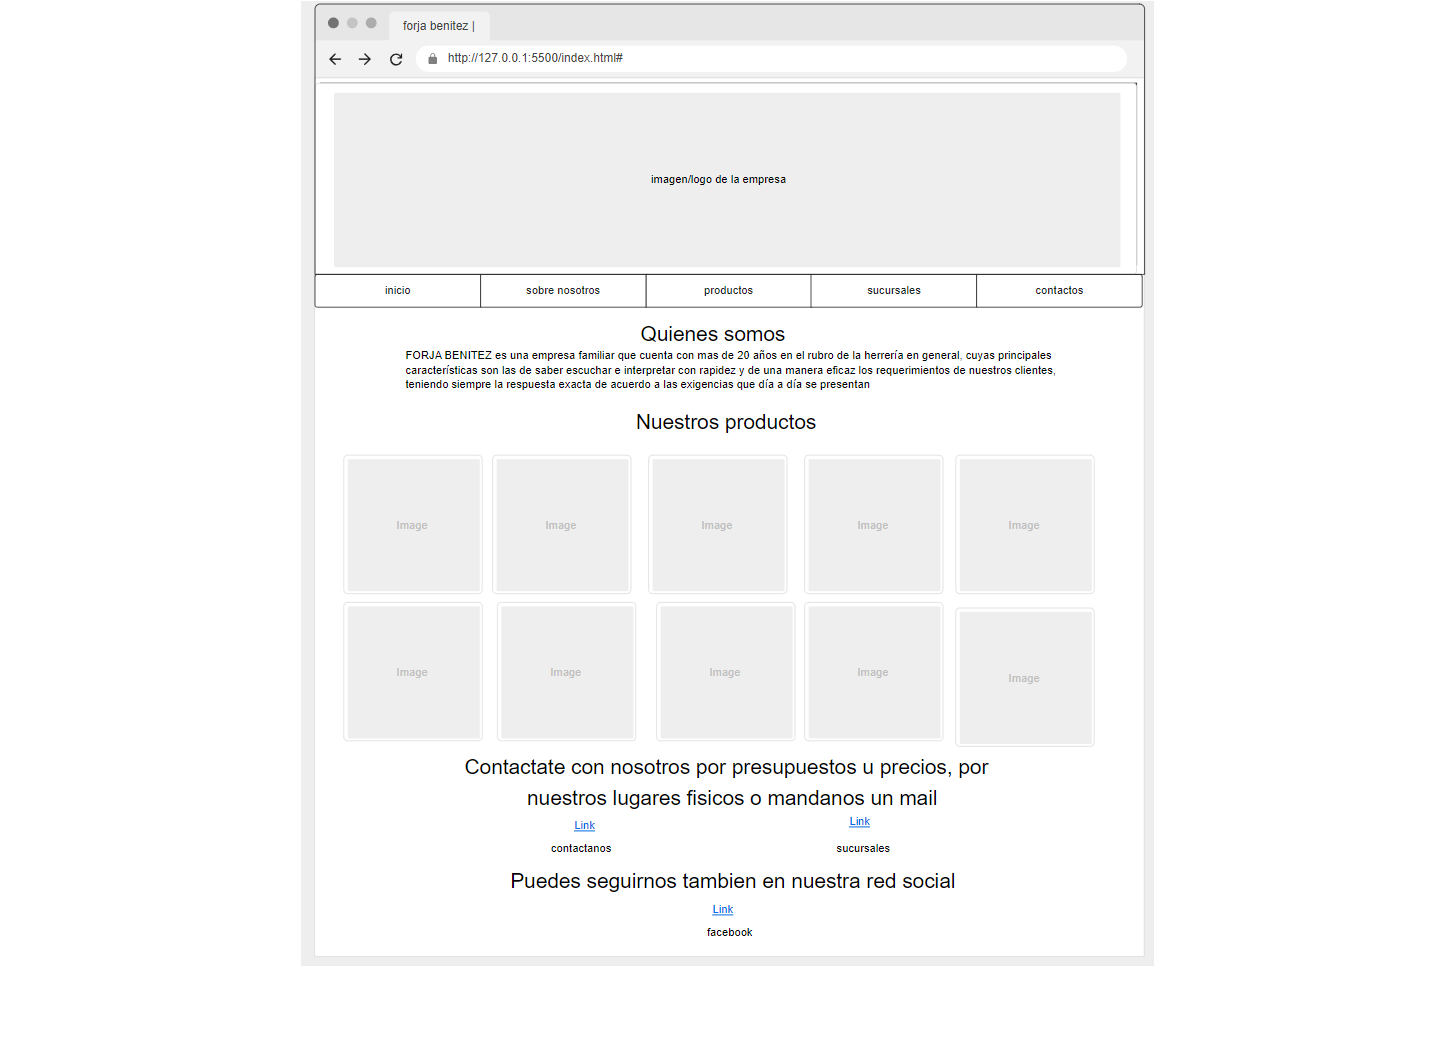 forja benitez |
http://127.0.0.1:5500/index.html#
imagen/logo de la empresa
inicio
sobre nosotros
productos
sucursales
contactos
Quienes somos
FORJA BENITEZ es una empresa familiar que cuenta con mas de 20 años en el rubro de la herrería en general, cuyas principales
características son las de saber escuchar e interpretar con rapidez y de una manera eficaz los requerimientos de nuestros clientes,
teniendo siempre la respuesta exacta de acuerdo a las exigencias que día a día se presentan
Nuestros productos
Image
Image
Image
Image
Image
Image
Image
Image
Image
Image
Contactate con nosotros por presupuestos u precios, por
nuestros lugares fisicos o mandanos un mail
Link
Link
contactanos
sucursales
Puedes seguirnos tambien en nuestra red social
Link
facebook